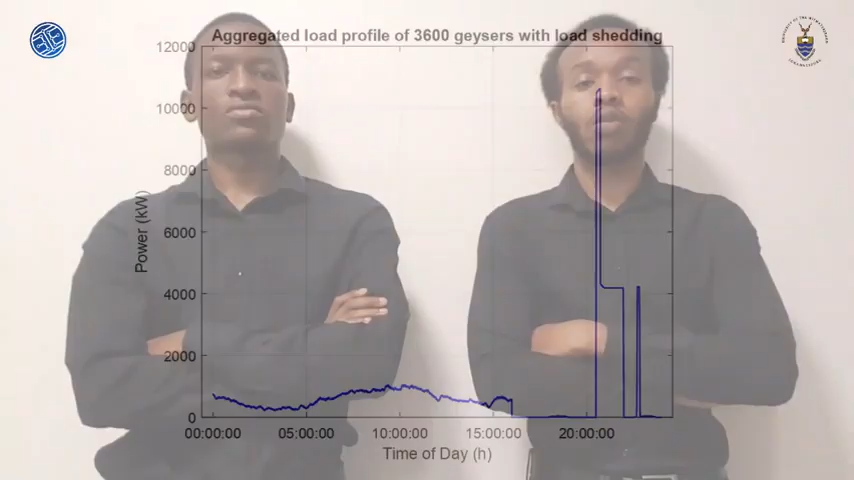 Aggregated load profile of 3600 geysers with load shedding
12000
10000
8000
6000
4000
2000
0
Power (kW)
00:00:00 05:00:00 10:00:00 15:00:00 20:00:00
Time of Day (h)